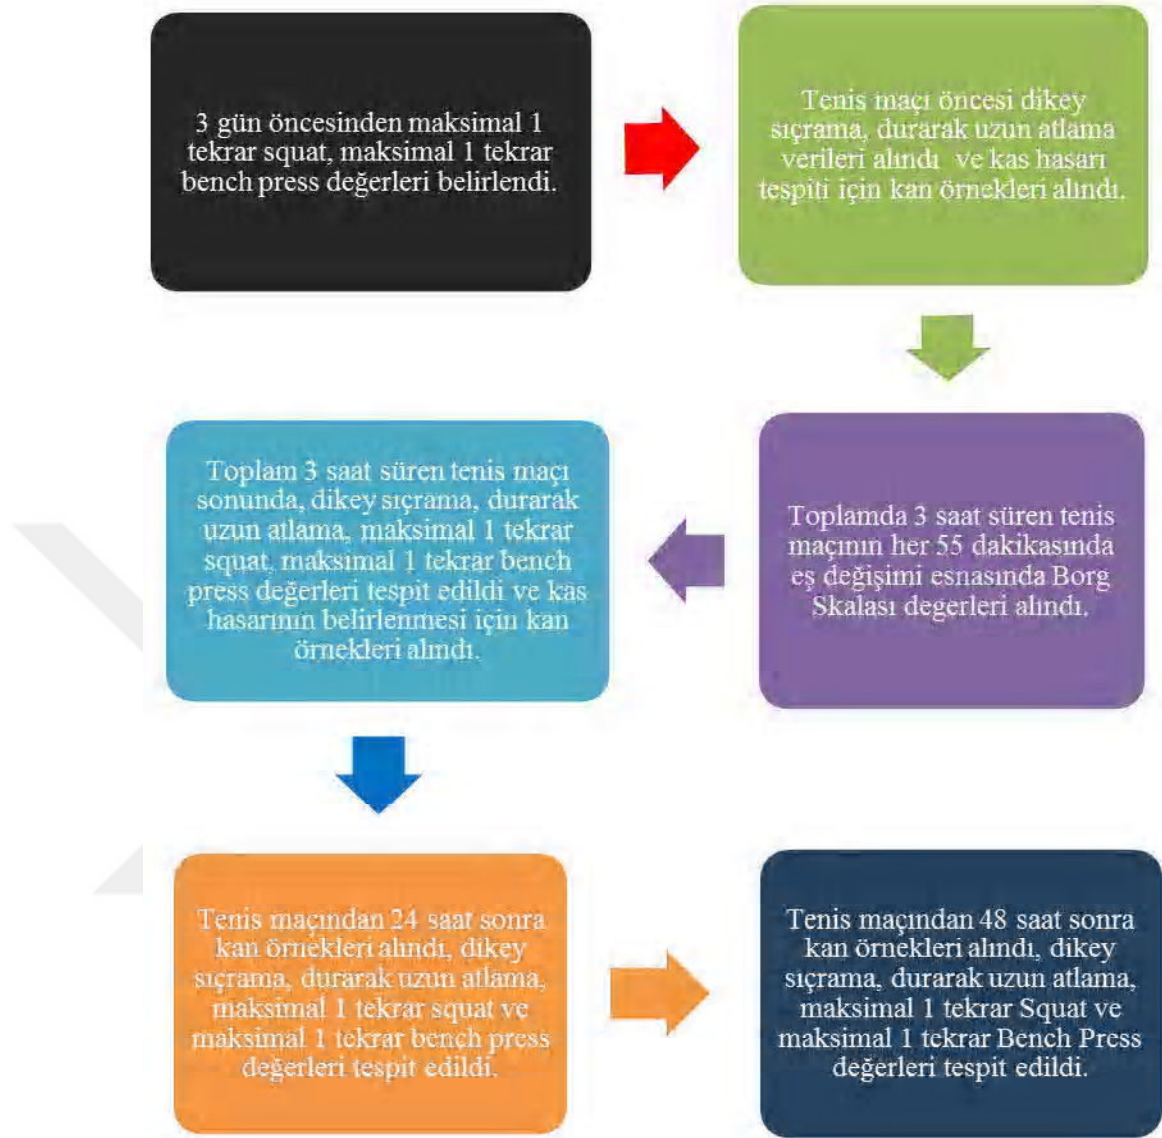 3 gün öncesinden maksimal 1
tekrar squat, maksimal 1 tekrar
bench press değerleri belirlendi.
Tenis maçı öncesi dikey
sıçrama, durarak uzun atlama
verileri alındı ve kas hasarı
tespiti için kan örnekleri alındı.
Toplamda 3 saat süren tenis
maçının her 55 dakikasında
eş değişimi esnasında Borg
Skalası degerleri alındı.
Toplam 3 saat süren tenis maçı
sonunda, dikey sıçrama, durarak
uzun atlama, maksimal 1 tekrar
squat, maksimal 1 tekrar bench
press değerleri tespit edildi ve kas
hasarının belirlenmesi için kan
örnekleri alındı.
Tenis maçından 24 saat sonra
kan örnekleri alındı, dikey
sıçrama, durarak uzun atlama,
maksimal 1 tekrar squat ve
maksimal 1 tekrar bench press
değerleri tespit edildi.
Tenis maçından 48 saat sonra
kan örnekleri alındı, dikey
sıçrama, durarak uzun atlama,
maksimal 1 tekrar Squat ve
maksimal 1 tekrar Bench Press
değerleri tespit edildi.